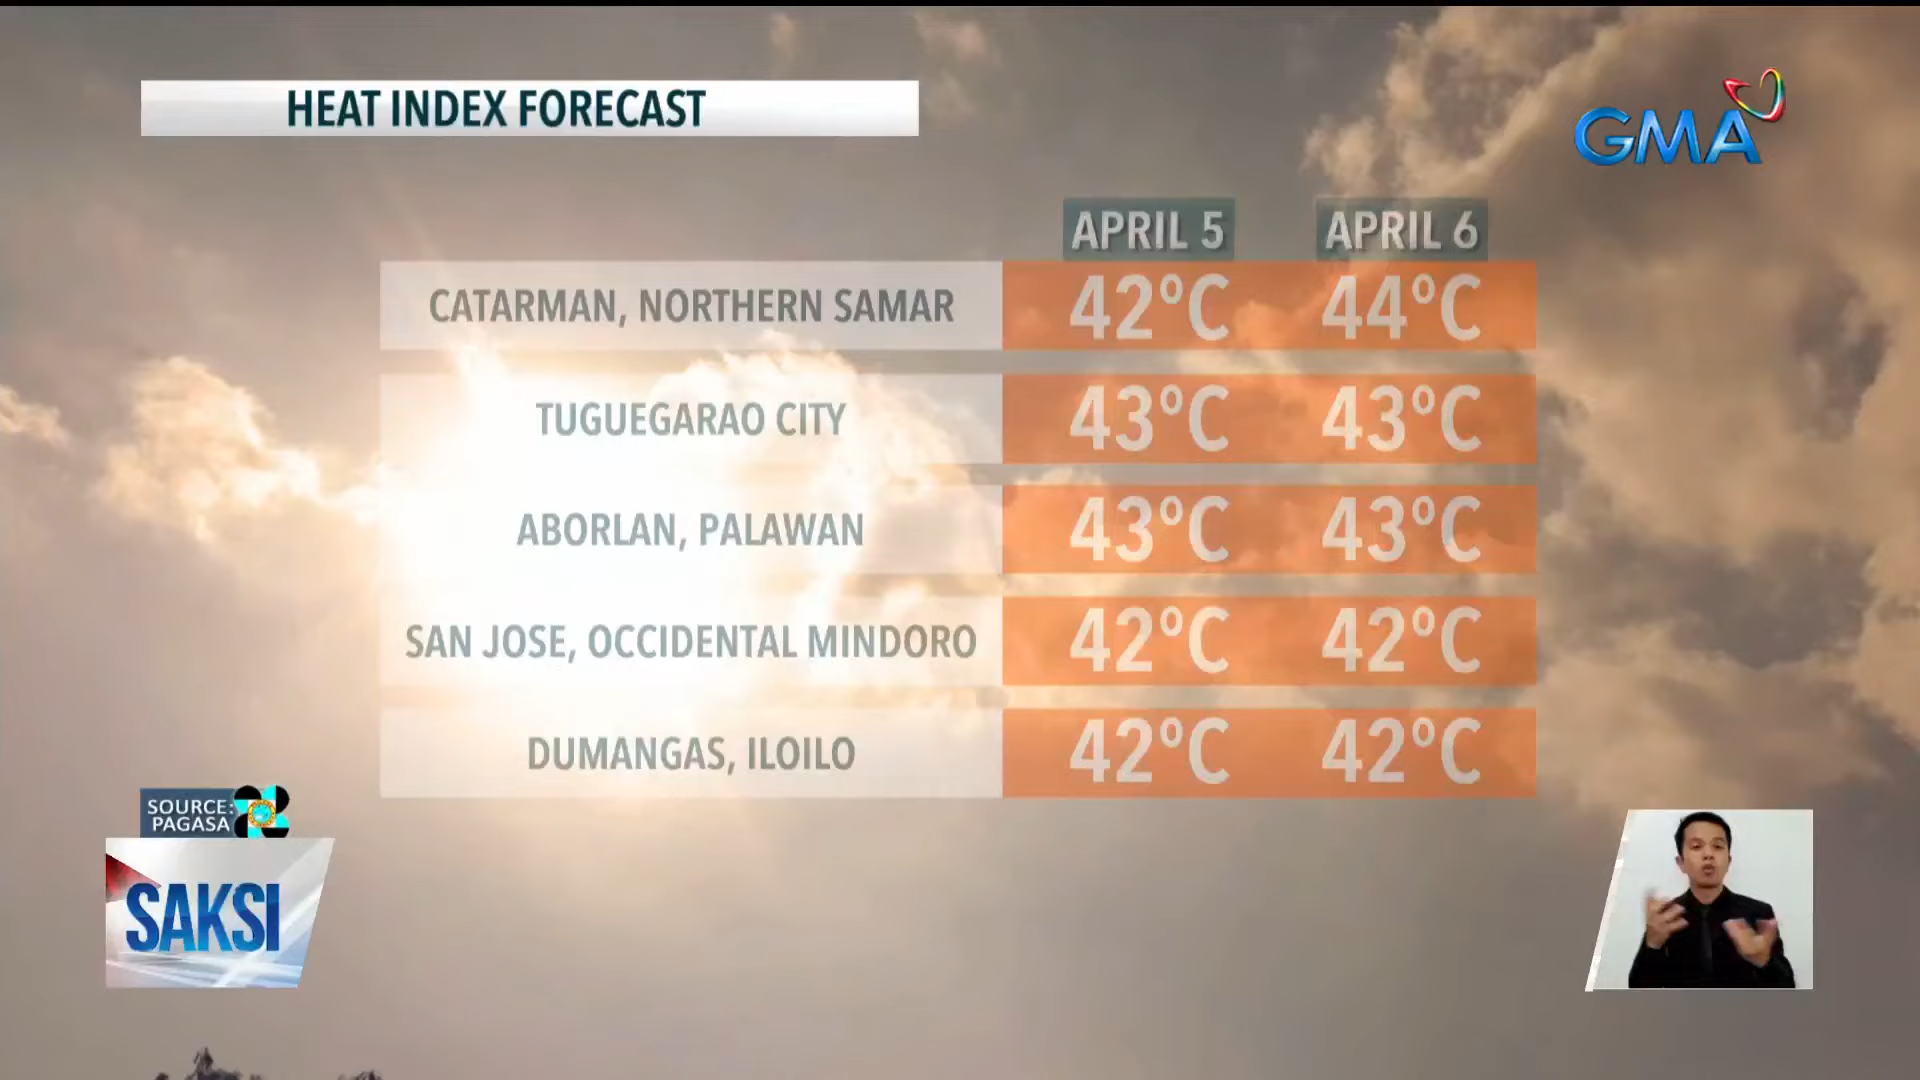 HEAT INDEX FORECAST
GMA
APRIL 5 APRIL 6
CATARMAN, NORTHERN SAMAR 42°C 44°C
TUGUEGARAO CITY 43°C 43°C
ABORLAN, PALAWAN 43°C 43°C
SAN JOSE, OCCIDENTAL MINDORO 42°C 42°C
DUMANGAS, ILOILO 42°C 42°C
SOURCE:
PAGASA
SAKSI